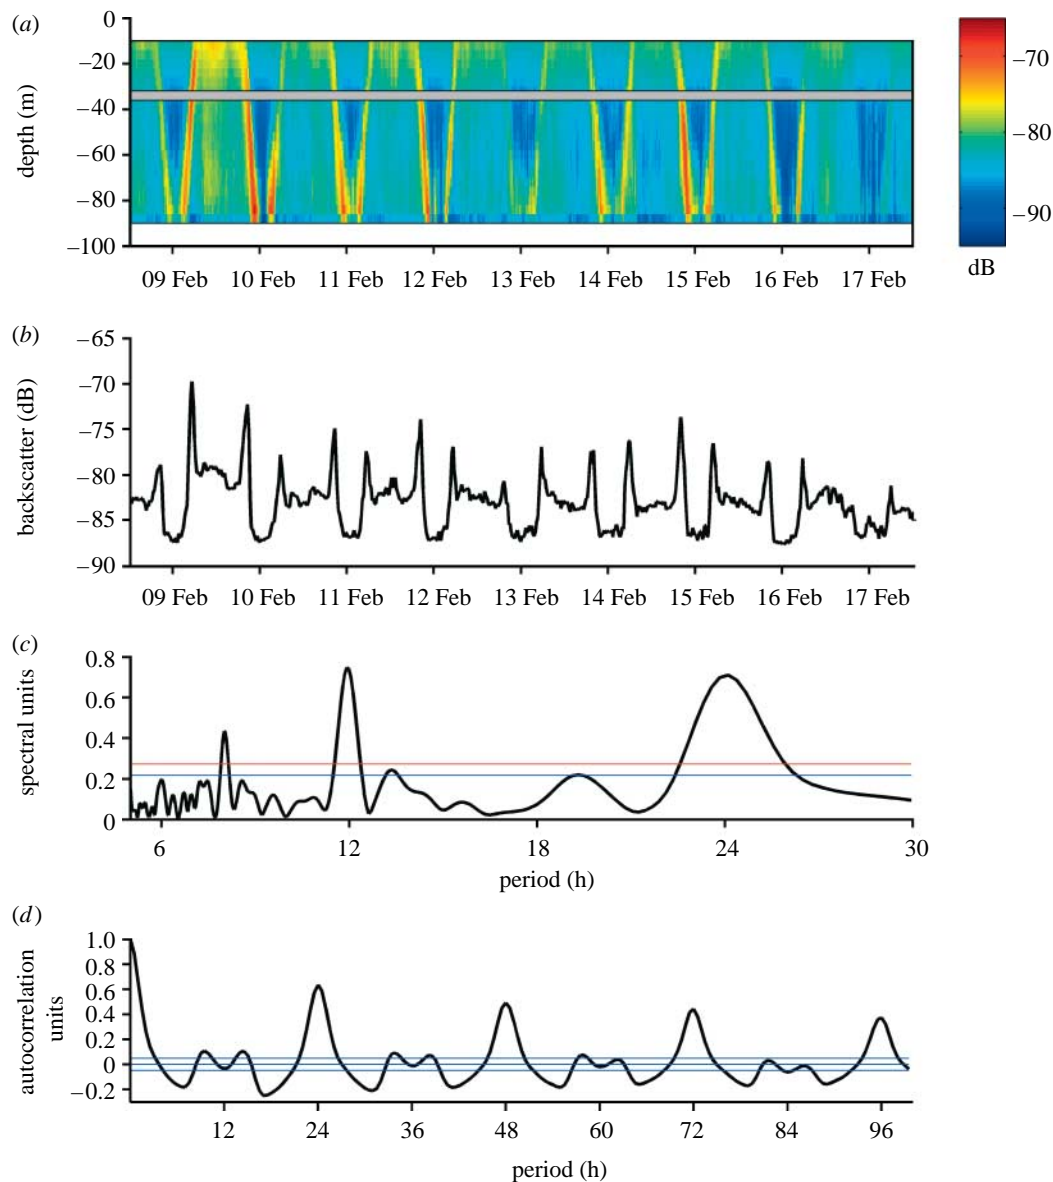 (a)
depth (m)
0
–20
–40
–60
–80
–100
09 Feb 10 Feb 11 Feb 12 Feb 13 Feb 14 Feb 15 Feb 16 Feb 17 Feb
–70
–80
–90
dB
(b)
backscatter (dB)
–65
–70
–75
–80
–85
–90
09 Feb 10 Feb 11 Feb 12 Feb 13 Feb 14 Feb 15 Feb 16 Feb 17 Feb
(c)
spectral units
0.8
0.6
0.4
0.2
0
6 12 18 24 30
period (h)
(d)
autocorrelation
units
1.0
0.8
0.6
0.4
0.2
0
–0.2
12 24 36 48 60 72 84 96
period (h)